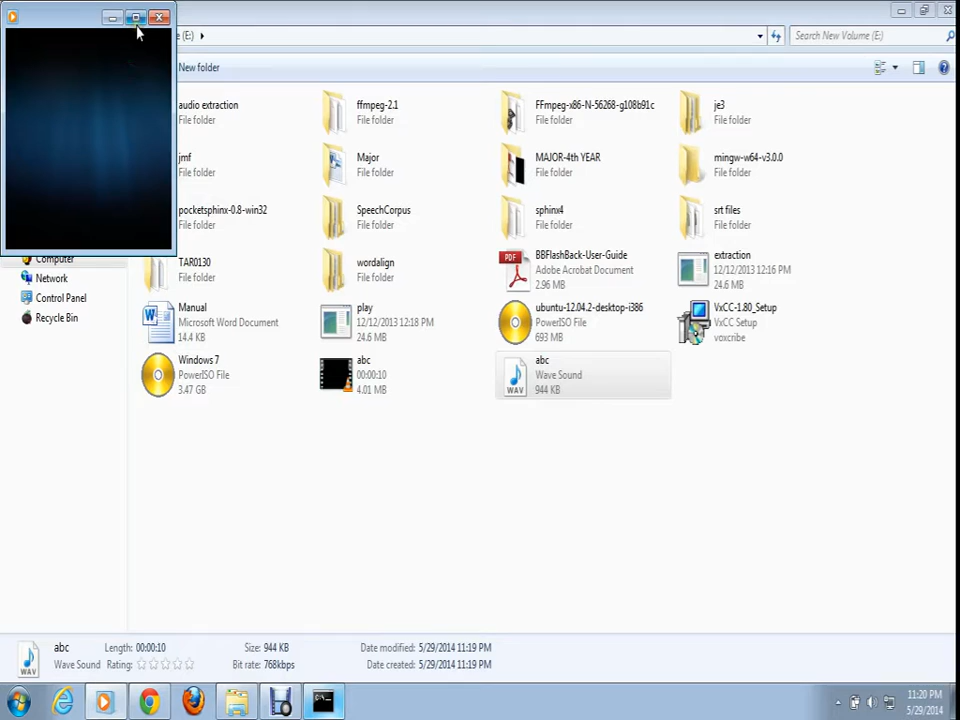 (E:)
Search New Volume (E:)
New folder
audio extraction
File folder
ffmpeg-2.1
File folder
FFmpeg-x86-N-56268-g108b91c
File folder
je3
File folder
jmf
File folder
Major
File folder
MAJOR-4th YEAR
File folder
mingw-w64-v3.0.0
File folder
pocketsphinx-0.8-win32
File folder
SpeechCorpus
File folder
sphinx4
File folder
srt files
File folder
TAR0130
File folder
wordalign
File folder
BBFlashBack-User-Guide
Adobe Acrobat Document
2.96 MB
extraction
12/12/2013 12:16 PM
24.6 MB
Manual
Microsoft Word Document
14.4 KB
play
12/12/2013 12:18 PM
24.6 MB
ubuntu-12.04.2-desktop-i386
PowerISO File
693 MB
VxCC-1.80_Setup
VxCC Setup
voxcribe
Windows 7
PowerISO File
3.47 GB
abc
00:00:10
4.01 MB
abc
Wave Sound
944 KB
Computer
Network
Control Panel
Recycle Bin
PDF
WAV
abc
Wave Sound
Length: 00:00:10
Rating:
Size: 944 KB
Bit rate: 768kbps
Date modified: 5/29/2014 11:19 PM
Date created: 5/29/2014 11:19 PM
WAV
11:20 PM
5/29/2014